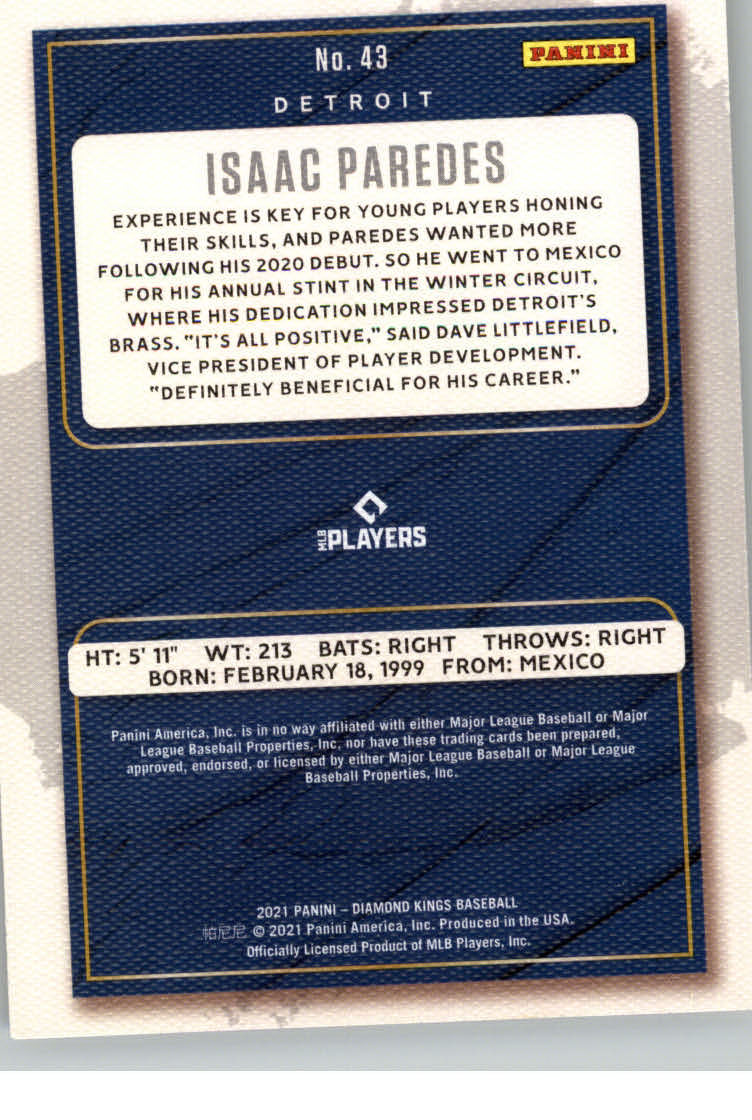 No. 43
PANINI
DETROIT
ISAAC PAREDES
EXPERIENCE IS KEY FOR YOUNG PLAYERS HONING
THEIR SKILLS, AND PAREDES WANTED MORE
FOLLOWING HIS 2020 DEBUT. SO HE WENT TO MEXICO
FOR HIS ANNUAL STINT IN THE WINTER CIRCUIT,
WHERE HIS DEDICATION IMPRESSED DETROIT'S
BRASS. "IT'S ALL POSITIVE," SAID DAVE LITTLEFIELD,
VICE PRESIDENT OF PLAYER DEVELOPMENT.
"DEFINITELY BENEFICIAL FOR HIS CAREER."
MLB PLAYERS
HT: 5' 11" WT: 213 BATS: RIGHT THROWS: RIGHT
BORN: FEBRUARY 18, 1999 FROM: MEXICO
Panini America, Inc. is in no way affiliated with either Major League Baseball or Major
League Baseball Properties, Inc, nor have these trading cards been prepared,
approved, endorsed, or licensed by either Major League Baseball or Major League
Baseball Properties, Inc.
2021 PANINI – DIAMOND KINGS BASEBALL
帕尼尼 © 2021 Panini America, Inc. Produced in the USA.
Officially Licensed Product of MLB Players, Inc.